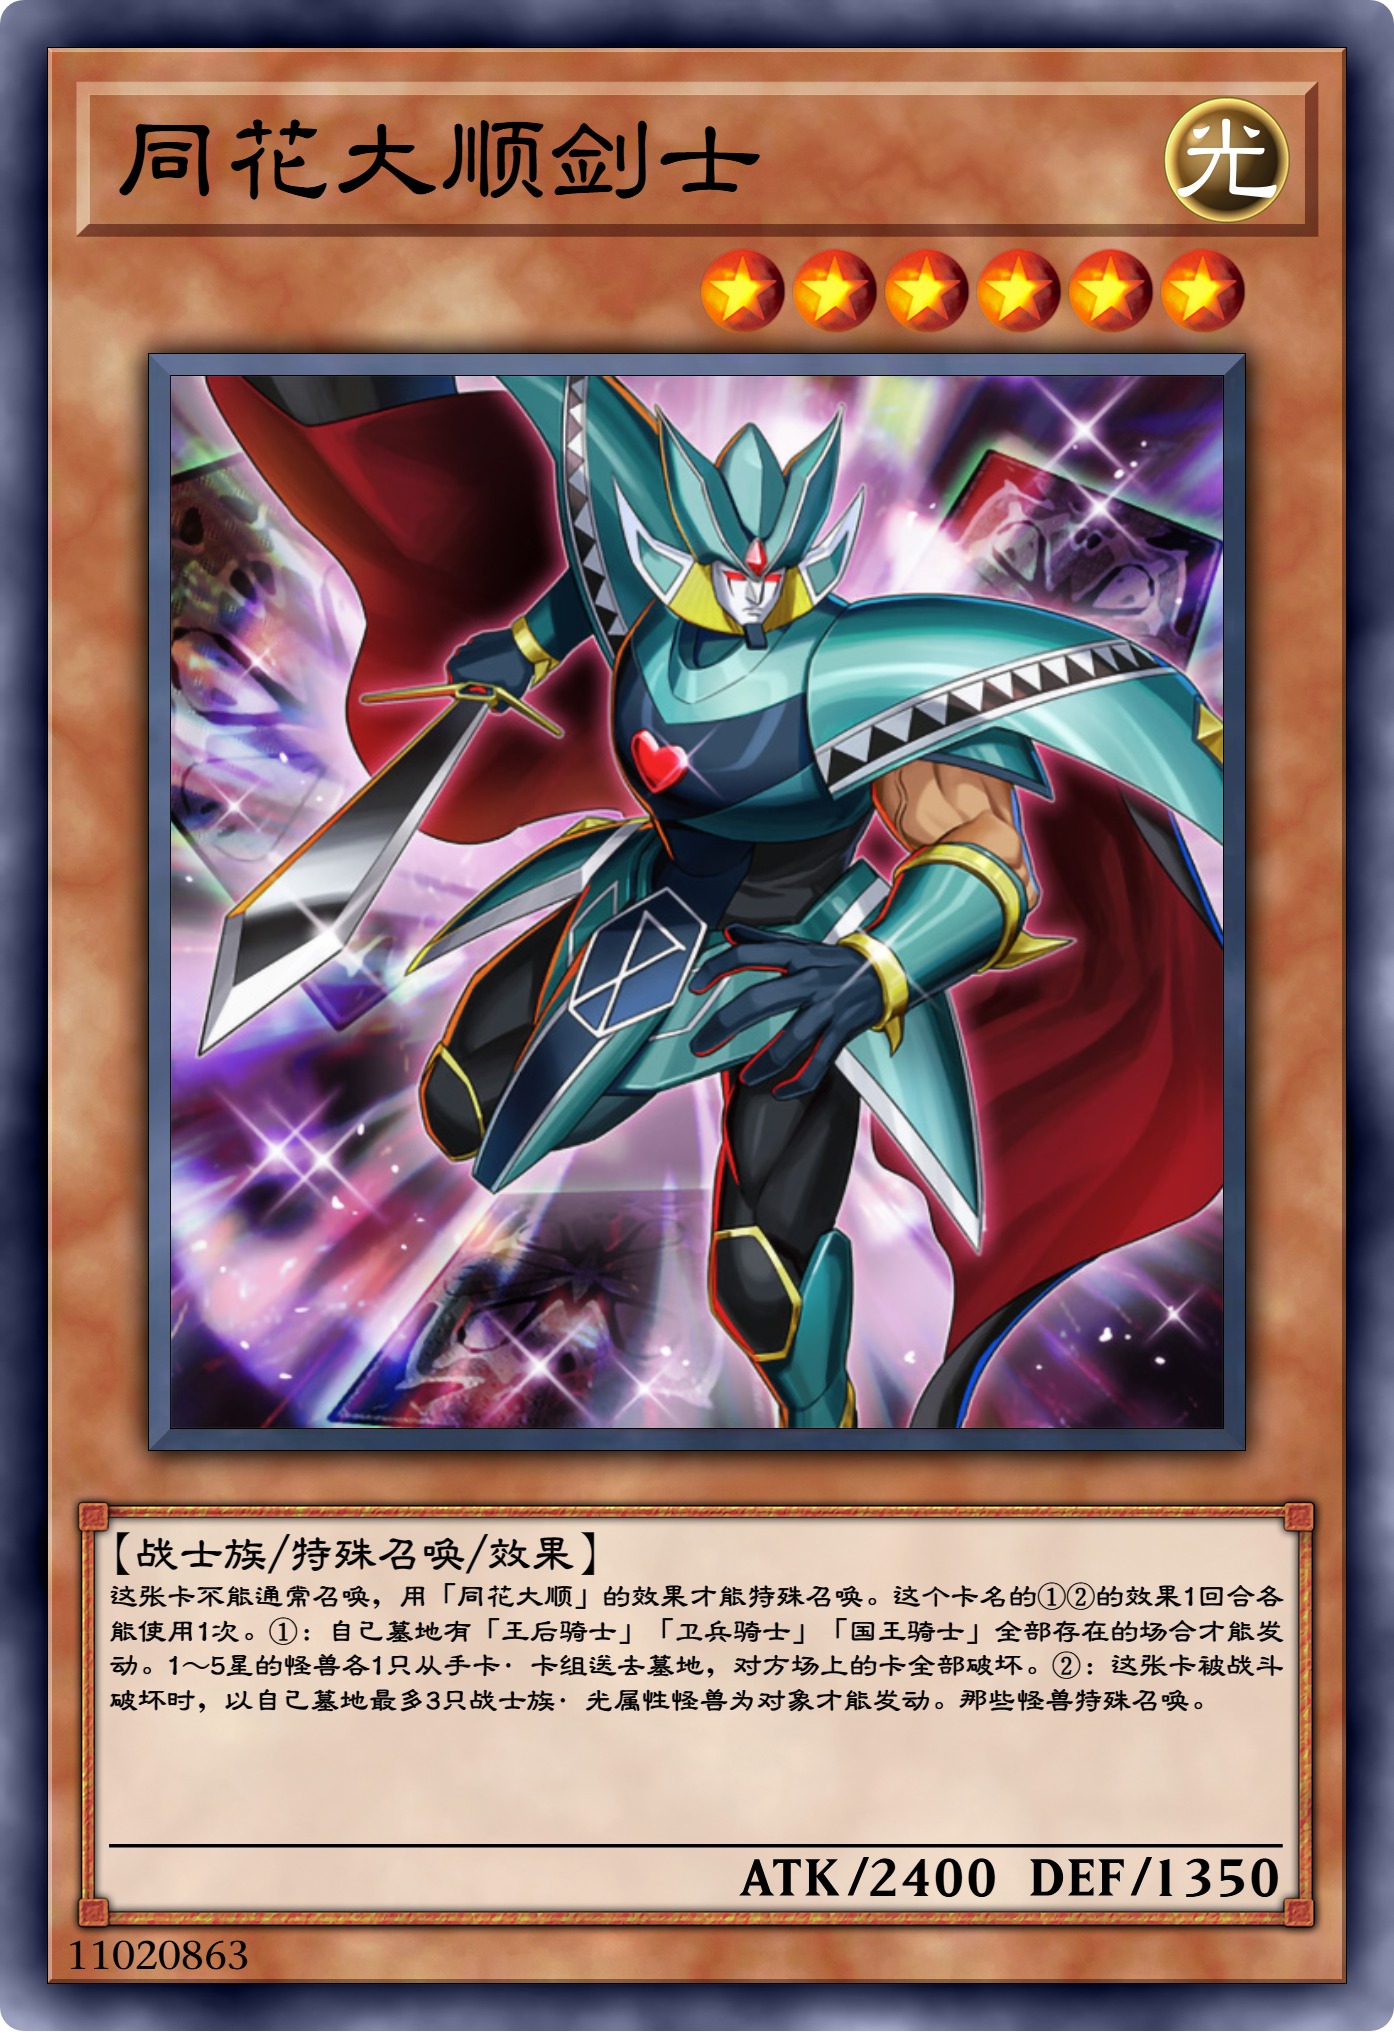 同花大顺剑士
光
【战士族/特殊召唤/效果】
这张卡不能通常召唤，用「同花大顺」的效果才能特殊召唤。这个卡名的①②的效果1回合各
能使用1次。①：自己墓地有「王后骑士」「卫兵骑士」「国王骑士」全部存在的场合才能发
动。1～5星的怪兽各1只从手卡·卡组送去墓地，对方场上的卡全部破坏。②：这张卡被战斗
破坏时，以自己墓地最多3只战士族·光属性怪兽为对象才能发动。那些怪兽特殊召唤。
ATK/2400 DEF/1350
11020863